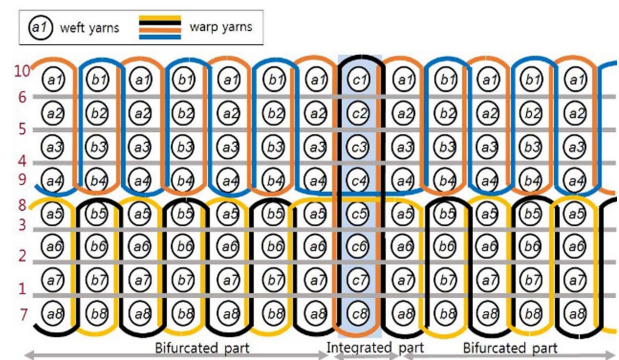 a1 weft yarns warp yarns
10 a1 b1 a1 b1 a1 b1 a1 c1 a1 b1 a1 b1 a1
6
a2 b2 a2 b2 a2 b2 a2 c2 a2 b2 a2 b2 a2
5
a3 b3 a3 b3 a3 b3 a3 c3 a3 b3 a3 b3 a3
4
9 a4 b4 a4 b4 a4 b4 a4 c4 a4 b4 a4 b4 a4
8 a5 b5 a5 b5 a5 b5 a5 c5 a5 b5 a5 b5 a5
3
a6 b6 a6 b6 a6 b6 a6 c6 a6 b6 a6 b6 a6
2
a7 b7 a7 b7 a7 b7 a7 c7 a7 b7 a7 b7 a7
1
7 a8 b8 a8 b8 a8 b8 a8 c8 a8 b8 a8 b8 a8
Bifurcated part Integrated part Bifurcated part